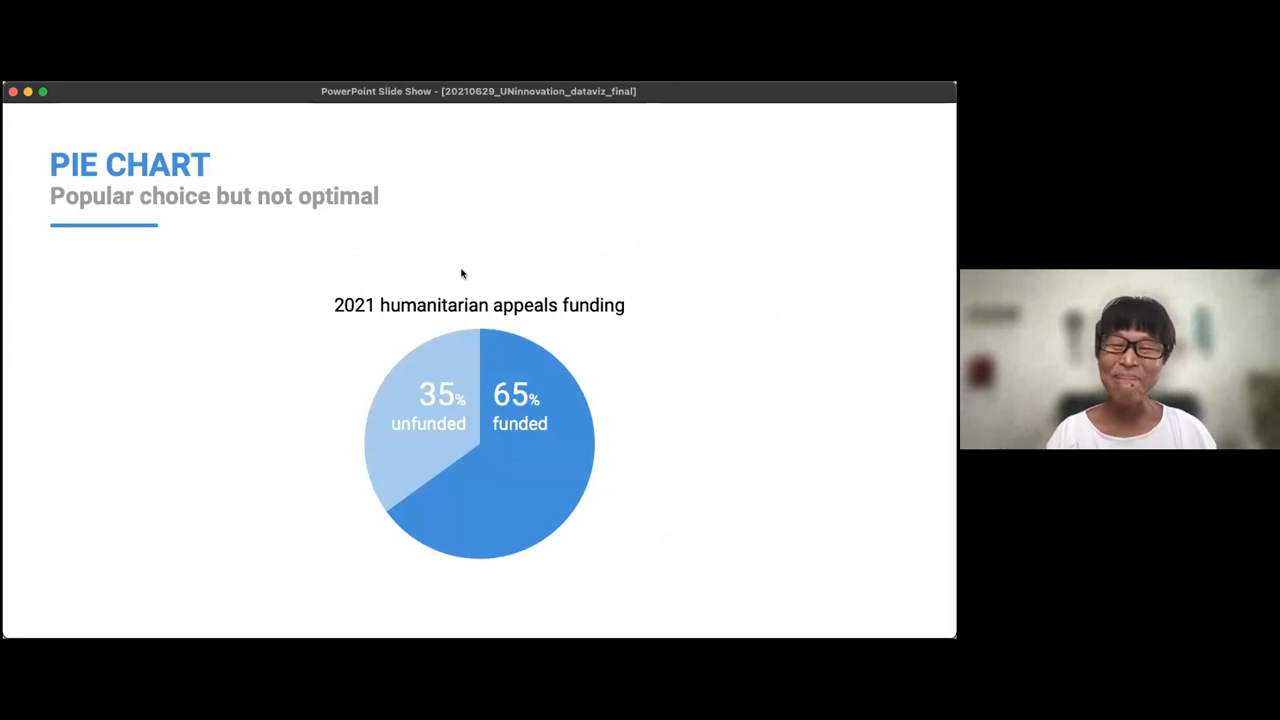 PowerPoint Slide Show - [20210629_UNinnovation_dataviz_final]
PIE CHART
Popular choice but not optimal
2021 humanitarian appeals funding
35% 65%
unfunded funded